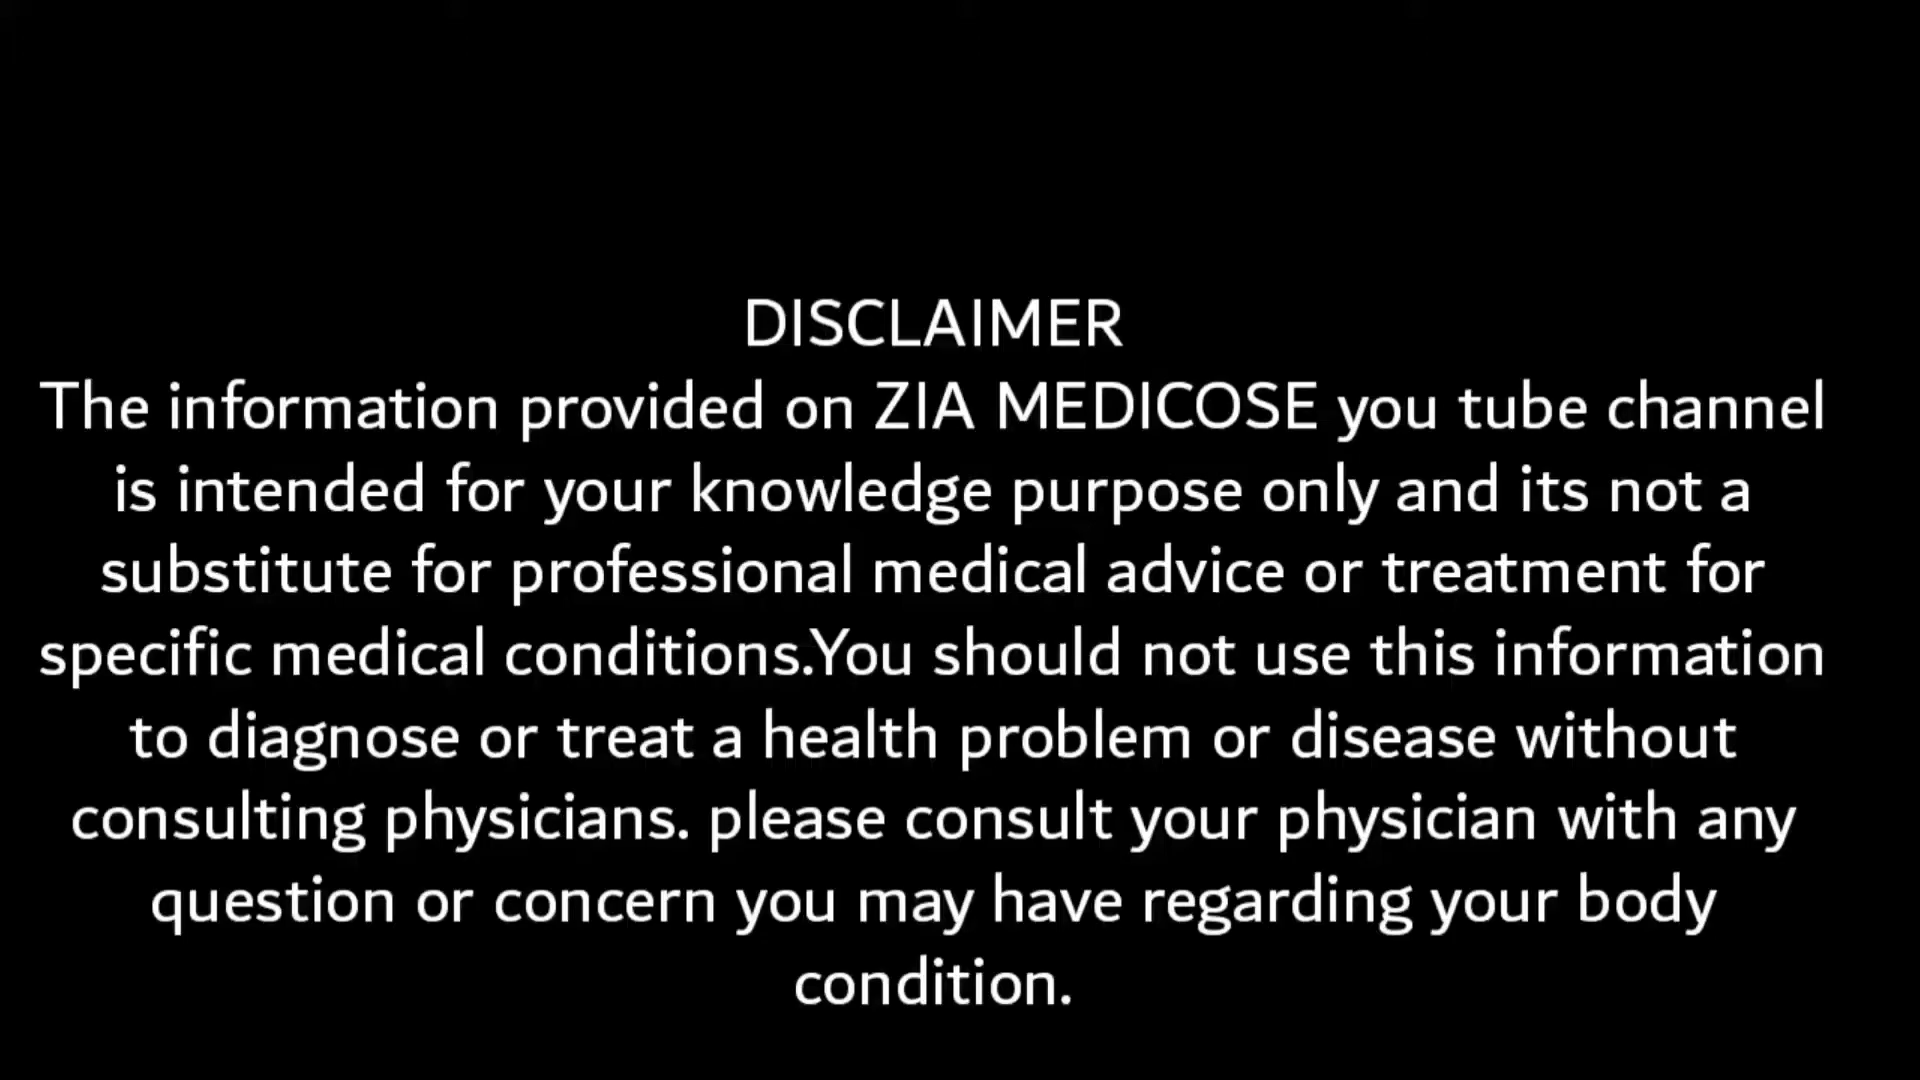 DISCLAIMER
The information provided on ZIA MEDICOSE you tube channel
is intended for your knowledge purpose only and its not a
substitute for professional medical advice or treatment for
specific medical conditions.You should not use this information
to diagnose or treat a health problem or disease without
consulting physicians. please consult your physician with any
question or concern you may have regarding your body
condition.